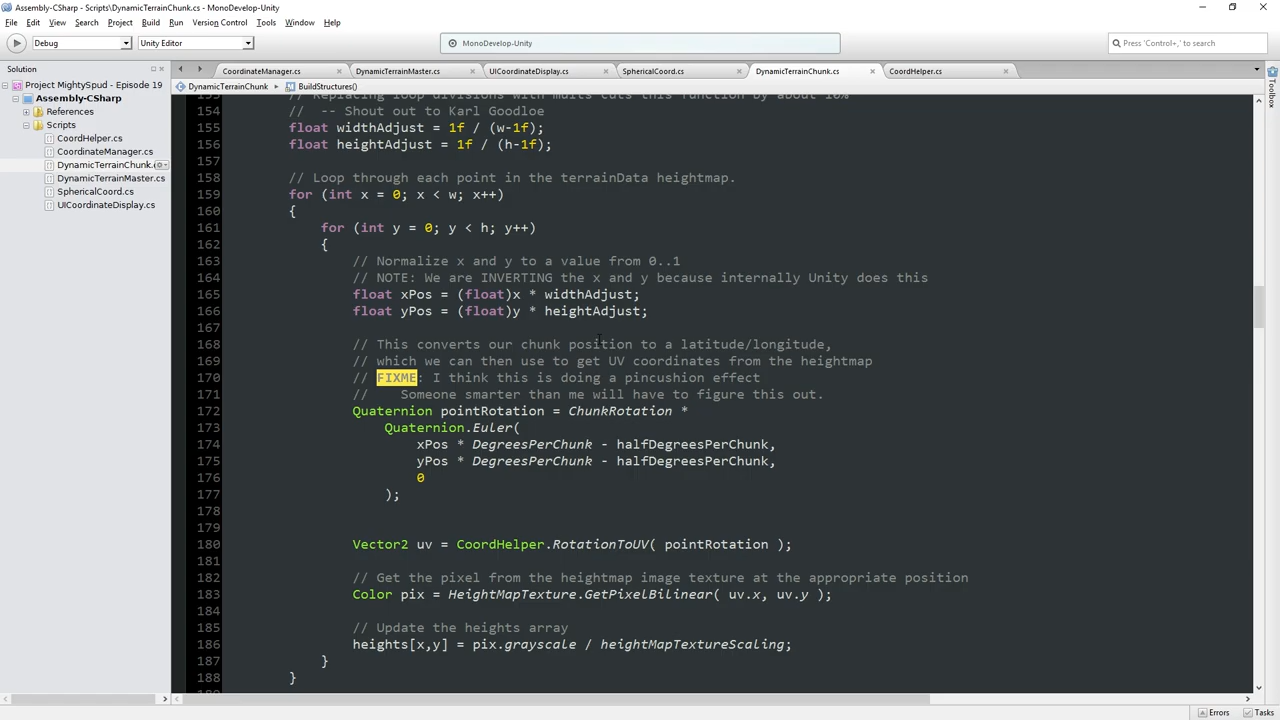 Assembly-CSharp - Scripts\DynamicTerrainChunk.cs* - MonoDevelop-Unity
File Edit View Search Project Build Run Version Control Tools Window Help
Debug Unity Editor MonoDevelop-Unity Press 'Control+,' to search
Solution
CoordinateManager.cs DynamicTerrainMaster.cs UICoordinateDisplay.cs SphericalCoord.cs DynamicTerrainChunk.cs CoordHelper.cs
Toolbox
DynamicTerrainChunk BuildStructures()
Project MightySpud - Episode 19
Assembly-CSharp
References
Scripts
CoordHelper.cs
CoordinateManager.cs
DynamicTerrainChunk.
DynamicTerrainMaster.cs
SphericalCoord.cs
UICoordinateDisplay.cs
153 // Replacing loop divisions with mults cuts this function by about 10%
154 // -- Shout out to Karl Goodloe
155 float widthAdjust = 1f / (w-1f);
156 float heightAdjust = 1f / (h-1f);
157
158 // Loop through each point in the terrainData heightmap.
159 for (int x = 0; x < w; x++)
160 {
161 for (int y = 0; y < h; y++)
162 {
163 // Normalize x and y to a value from 0..1
164 // NOTE: We are INVERTING the x and y because internally Unity does this
165 float xPos = (float)x * widthAdjust;
166 float yPos = (float)y * heightAdjust;
167
168 // This converts our chunk position to a latitude/longitude,
169 // which we can then use to get UV coordinates from the heightmap
170 // FIXME: I think this is doing a pincushion effect
171 // Someone smarter than me will have to figure this out.
172 Quaternion pointRotation = ChunkRotation *
173 Quaternion.Euler(
174 xPos * DegreesPerChunk - halfDegreesPerChunk,
175 yPos * DegreesPerChunk - halfDegreesPerChunk,
176 0
177 );
178
179
180 Vector2 uv = CoordHelper.RotationToUV( pointRotation );
181
182 // Get the pixel from the heightmap image texture at the appropriate position
183 Color pix = HeightMapTexture.GetPixelBilinear( uv.x, uv.y );
184
185 // Update the heights array
186 heights[x,y] = pix.grayscale / heightMapTextureScaling;
187 }
188 }
Errors Tasks